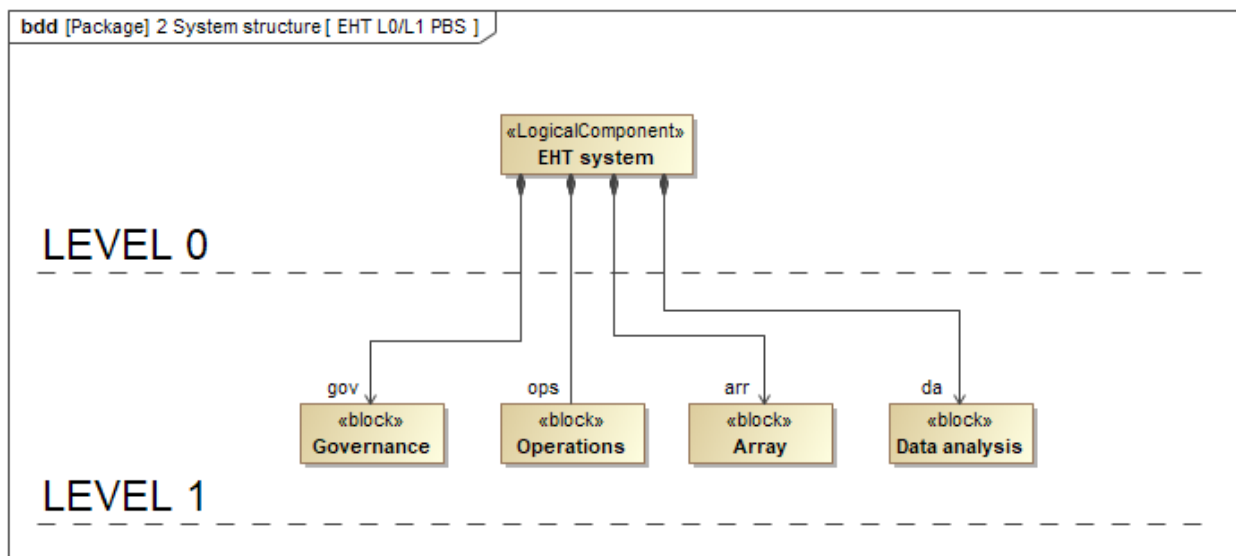 bdd [Package] 2 System structure [ EHT L0/L1 PBS ]
«LogicalComponent»
EHT system
LEVEL 0
gov ops arr da
«block» «block» «block» «block»
Governance Operations Array Data analysis
LEVEL 1